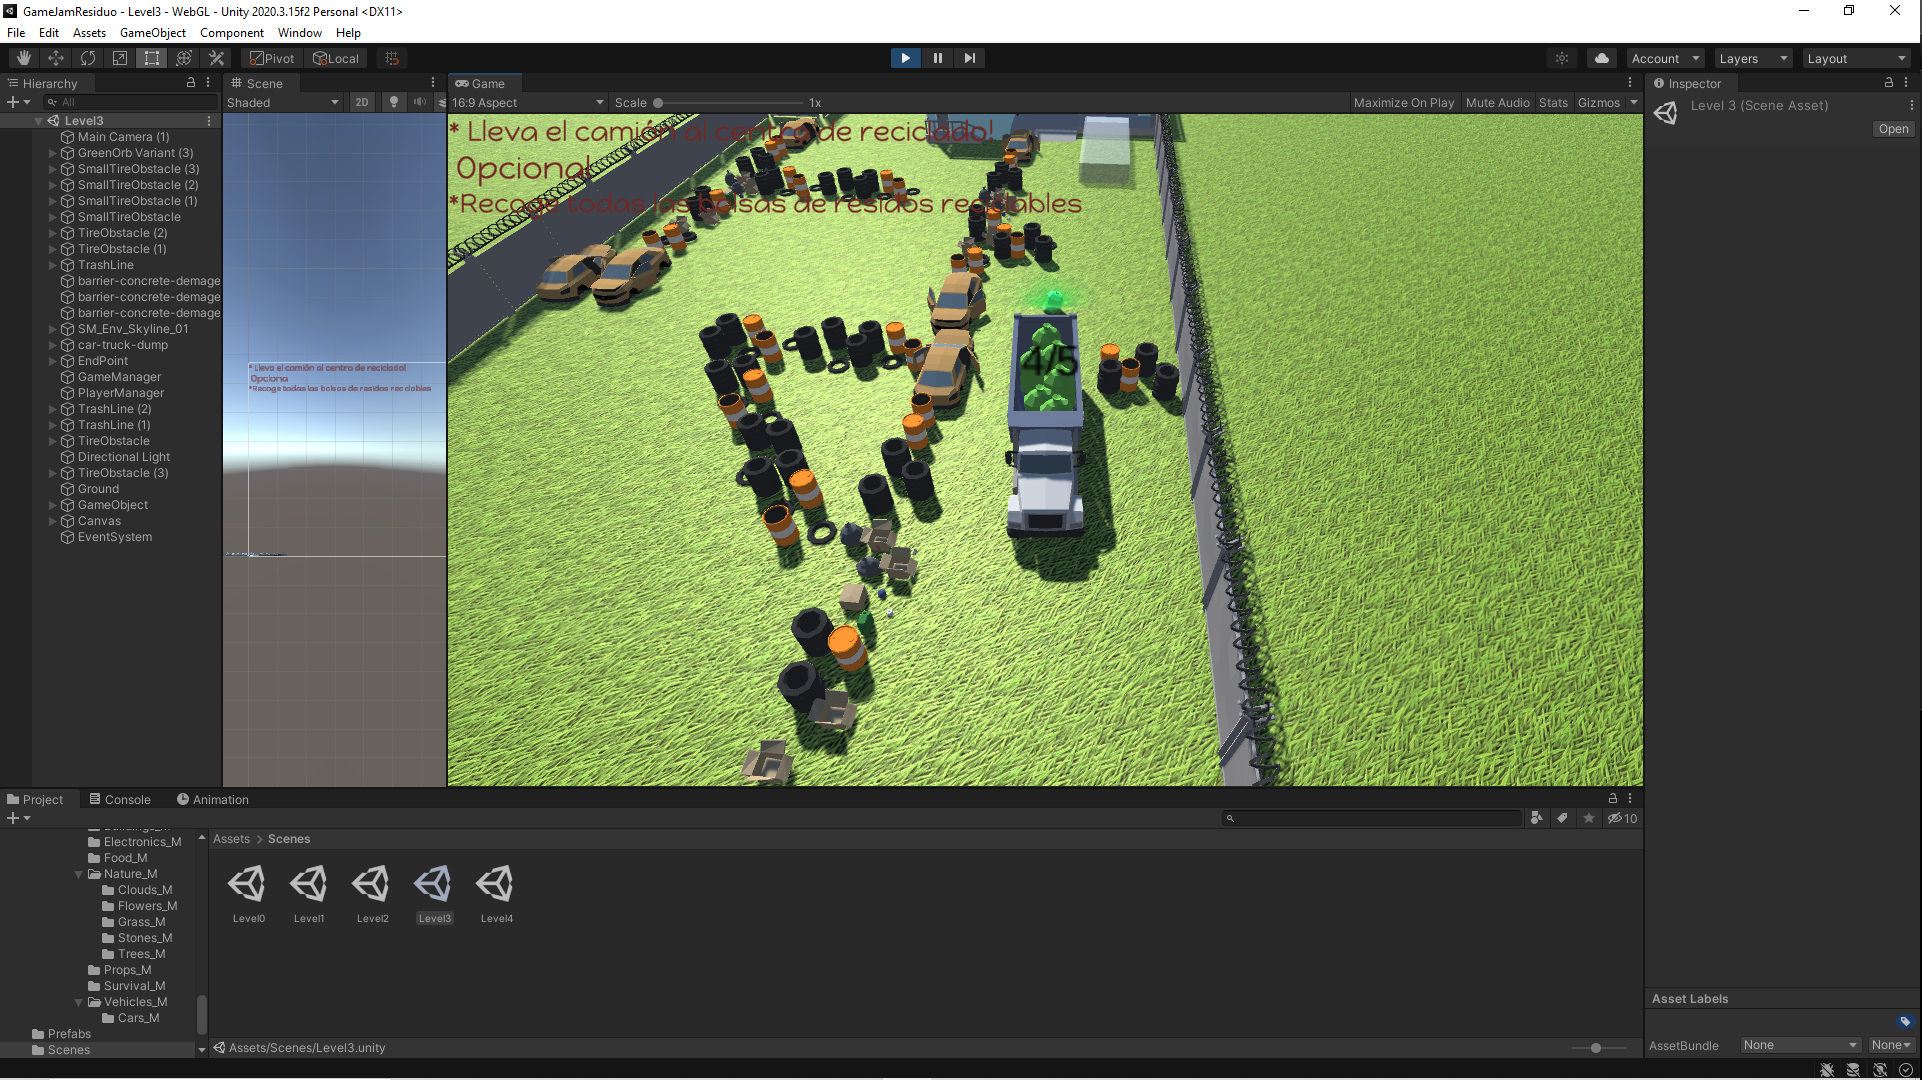 GameJamResiduo - Level3 - WebGL - Unity 2020.3.15f2 Personal <DX11>
File Edit Assets GameObject Component Window Help
Pivot Local Account Layers Layout
Hierarchy
All
Level3
Main Camera (1)
GreenOrb Variant (3)
SmallTireObstacle (3)
SmallTireObstacle (2)
SmallTireObstacle (1)
SmallTireObstacle
TireObstacle (2)
TireObstacle (1)
TrashLine
barrier-concrete-demage
barrier-concrete-demage
barrier-concrete-demage
SM_Env_Skyline_01
car-truck-dump
EndPoint
GameManager
PlayerManager
TrashLine (2)
TrashLine (1)
TireObstacle
Directional Light
TireObstacle (3)
Ground
GameObject
Canvas
EventSystem
Scene
Shaded 2D
* Lleva el camión al centro de reciclado!
Opcional
*Recoge todas las bolsas de residos reciclables
Game
16:9 Aspect Scale 1x Maximize On Play Mute Audio Stats Gizmos
* Lleva el camión al centro de reciclado!
Opcional
*Recoge todas las bolsas de residos reciclables
4/5
Inspector
Level 3 (Scene Asset)
Open
Project Console Animation
10
Electronics_M
Food_M
Nature_M
Clouds_M
Flowers_M
Grass_M
Stones_M
Trees_M
Props_M
Survival_M
Vehicles_M
Cars_M
Prefabs
Scenes
Assets > Scenes
Level0 Level1 Level2 Level3 Level4
Assets/Scenes/Level3.unity
Asset Labels
AssetBundle None None